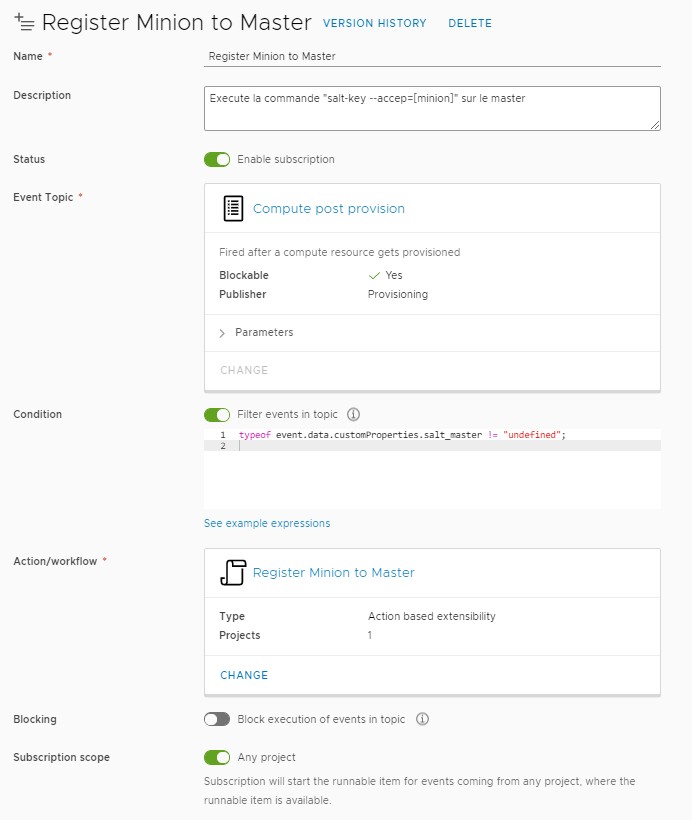 Register Minion to Master VERSION HISTORY DELETE
Name * Register Minion to Master
Description Execute la commande "salt-key --accep=[minion]" sur le master
Status Enable subscription
Event Topic * Compute post provision
Fired after a compute resource gets provisioned
Blockable Yes
Publisher Provisioning
Parameters
CHANGE
Condition Filter events in topic
1 typeof event.data.customProperties.salt_master != "undefined";
2
See example expressions
Action/workflow * Register Minion to Master
Type Action based extensibility
Projects 1
CHANGE
Blocking Block execution of events in topic
Subscription scope Any project
Subscription will start the runnable item for events coming from any project, where the
runnable item is available.